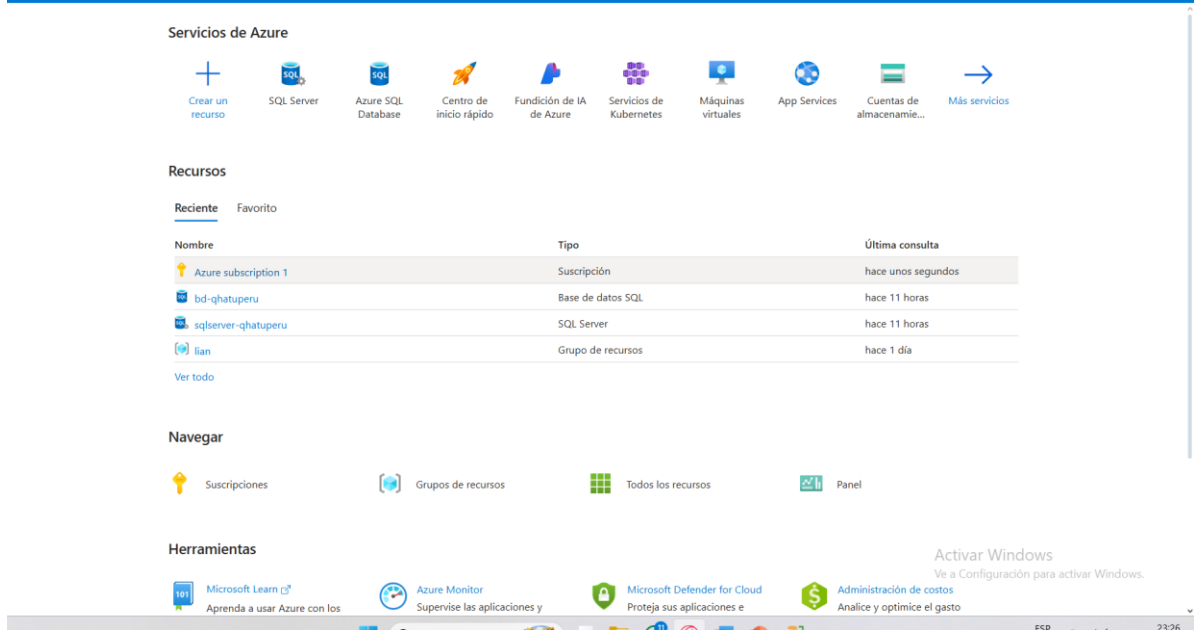 Servicios de Azure
Crear un recurso
SQL Server
Azure SQL Database
Centro de inicio rápido
Fundición de IA de Azure
Servicios de Kubernetes
Máquinas virtuales
App Services
Cuentas de almacenamie...
Más servicios
Recursos
Reciente Favorito
Nombre Tipo Última consulta
Azure subscription 1 Suscripción hace unos segundos
bd-qhatuperu Base de datos SQL hace 11 horas
sqlserver-qhatuperu SQL Server hace 11 horas
lian Grupo de recursos hace 1 día
Ver todo
Navegar
Suscripciones Grupos de recursos Todos los recursos Panel
Herramientas
Microsoft Learn
Aprenda a usar Azure con los
Azure Monitor
Supervise las aplicaciones y
Microsoft Defender for Cloud
Proteja sus aplicaciones e
Administración de costos
Analice y optimice el gasto
Activar Windows
Ve a Configuración para activar Windows.
ESP 23:26